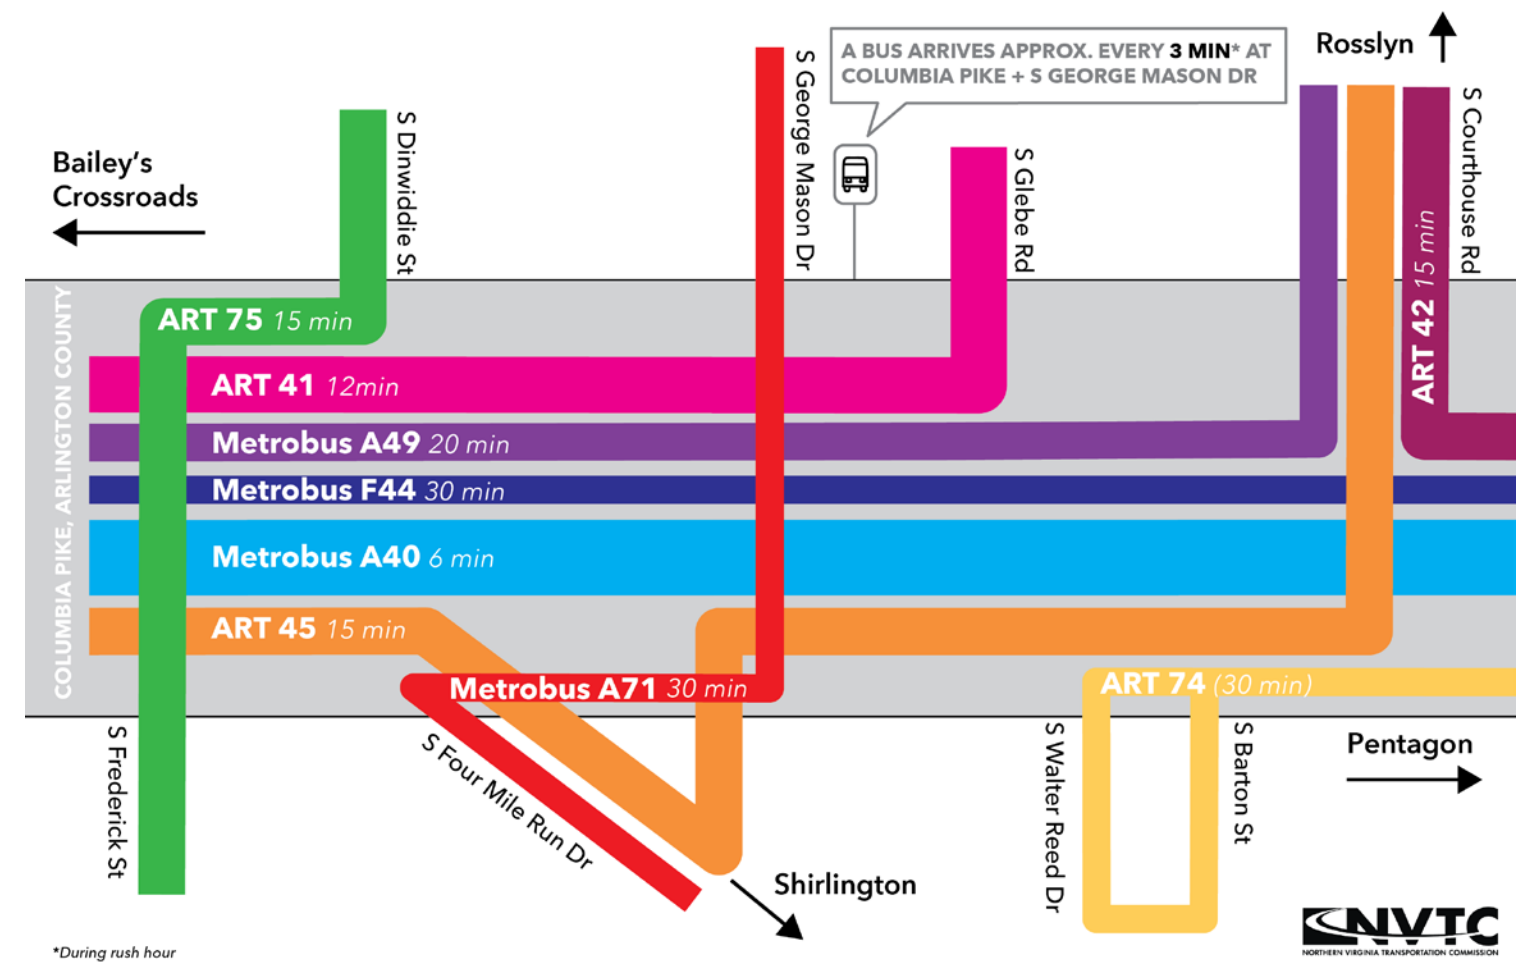 A BUS ARRIVES APPROX. EVERY 3 MIN* AT
COLUMBIA PIKE + S GEORGE MASON DR
Rosslyn
Bailey's
Crossroads
S Dinwiddie St
S George Mason Dr
S Glebe Rd
S Courthouse Rd
COLUMBIA PIKE, ARLINGTON COUNTY
ART 75 15 min
ART 42 15 min
ART 41 12min
Metrobus A49 20 min
Metrobus F44 30 min
Metrobus A40 6 min
ART 45 15 min
Metrobus A71 30 min
ART 74 (30 min)
S Frederick St
S Four Mile Run Dr
S Walter Reed Dr
S Barton St
Pentagon
Shirlington
*During rush hour
NVTC
NORTHERN VIRGINIA TRANSPORTATION COMMISSION